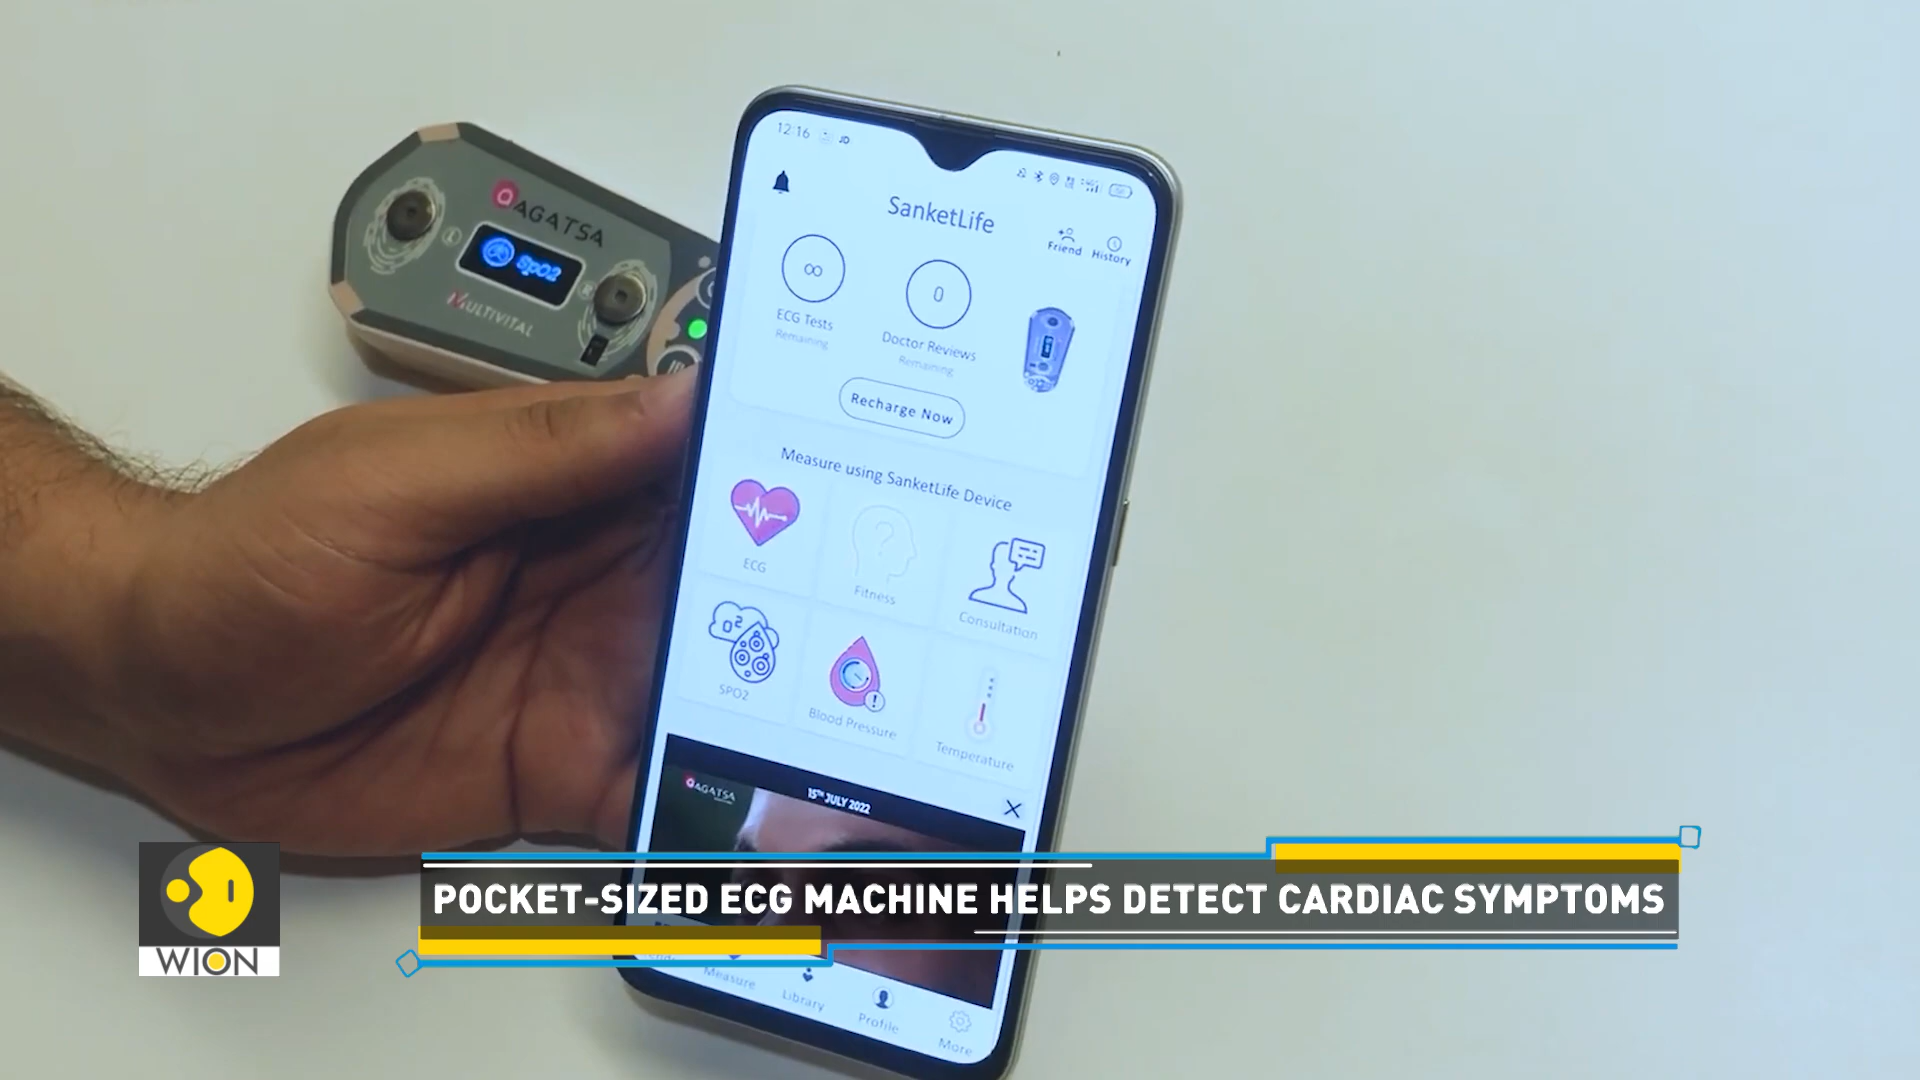 12:16
SanketLife
Friend
History
∞
0
ECG Tests
Remaining
Doctor Reviews
Remaining
Recharge Now
Measure using SanketLife Device
ECG
Fitness
Consultation
O2
SPO2
Blood Pressure
Temperature
AGATSA
15TH JULY 2022
Measure
Library
Profile
More
AGATSA
L
SpO2
R
MULTIVITAL
POCKET-SIZED ECG MACHINE HELPS DETECT CARDIAC SYMPTOMS
WION